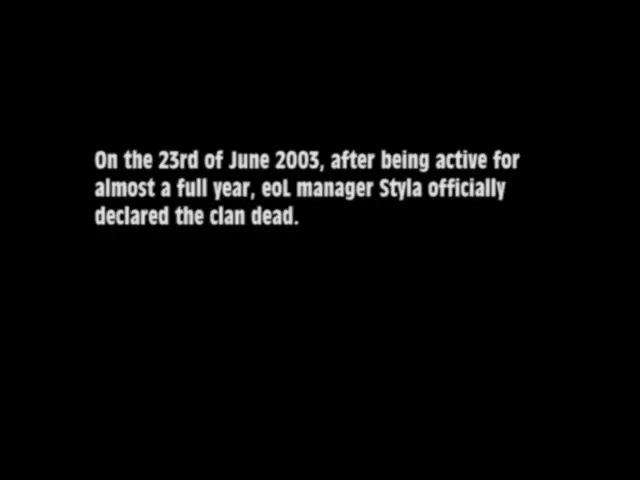 On the 23rd of June 2003, after being active for
almost a full year, eoL manager Styla officially
declared the clan dead.